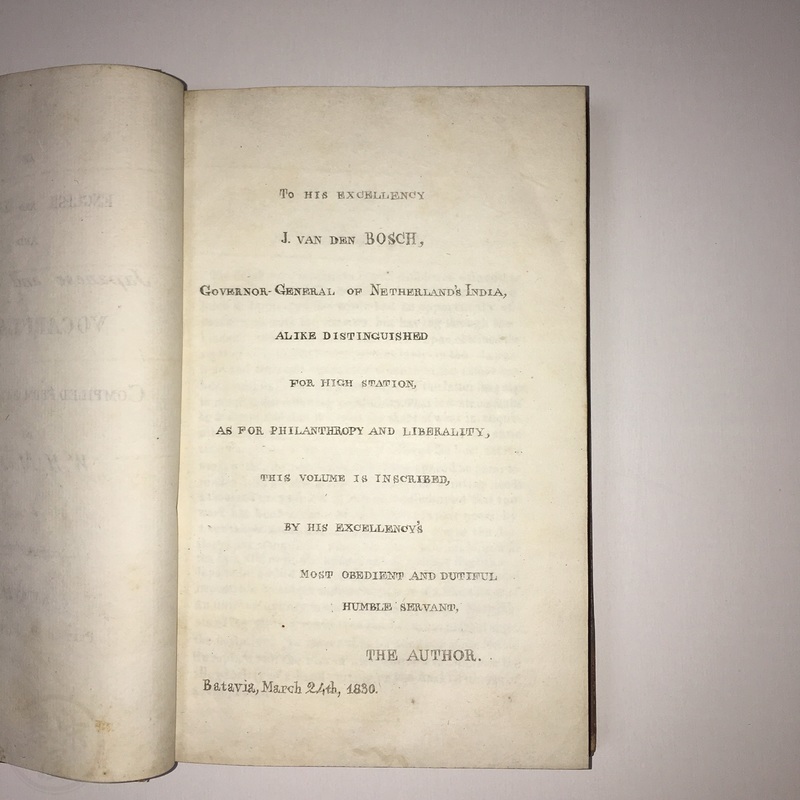 To HIS EXCELLENCY
J. VAN DEN BOSCH,
GOVERNOR-GENERAL OF NETHERLAND'S INDIA,
ALIKE DISTINGUISHED
FOR HIGH STATION,
AS FOR PHILANTHROPY AND LIBERALITY,
THIS VOLUME IS INSCRIBED,
BY HIS EXCELLENCY'S
MOST OBEDIENT AND DUTIFUL
HUMBLE SERVANT,
THE AUTHOR.
Batavia, March 24th, 1830.